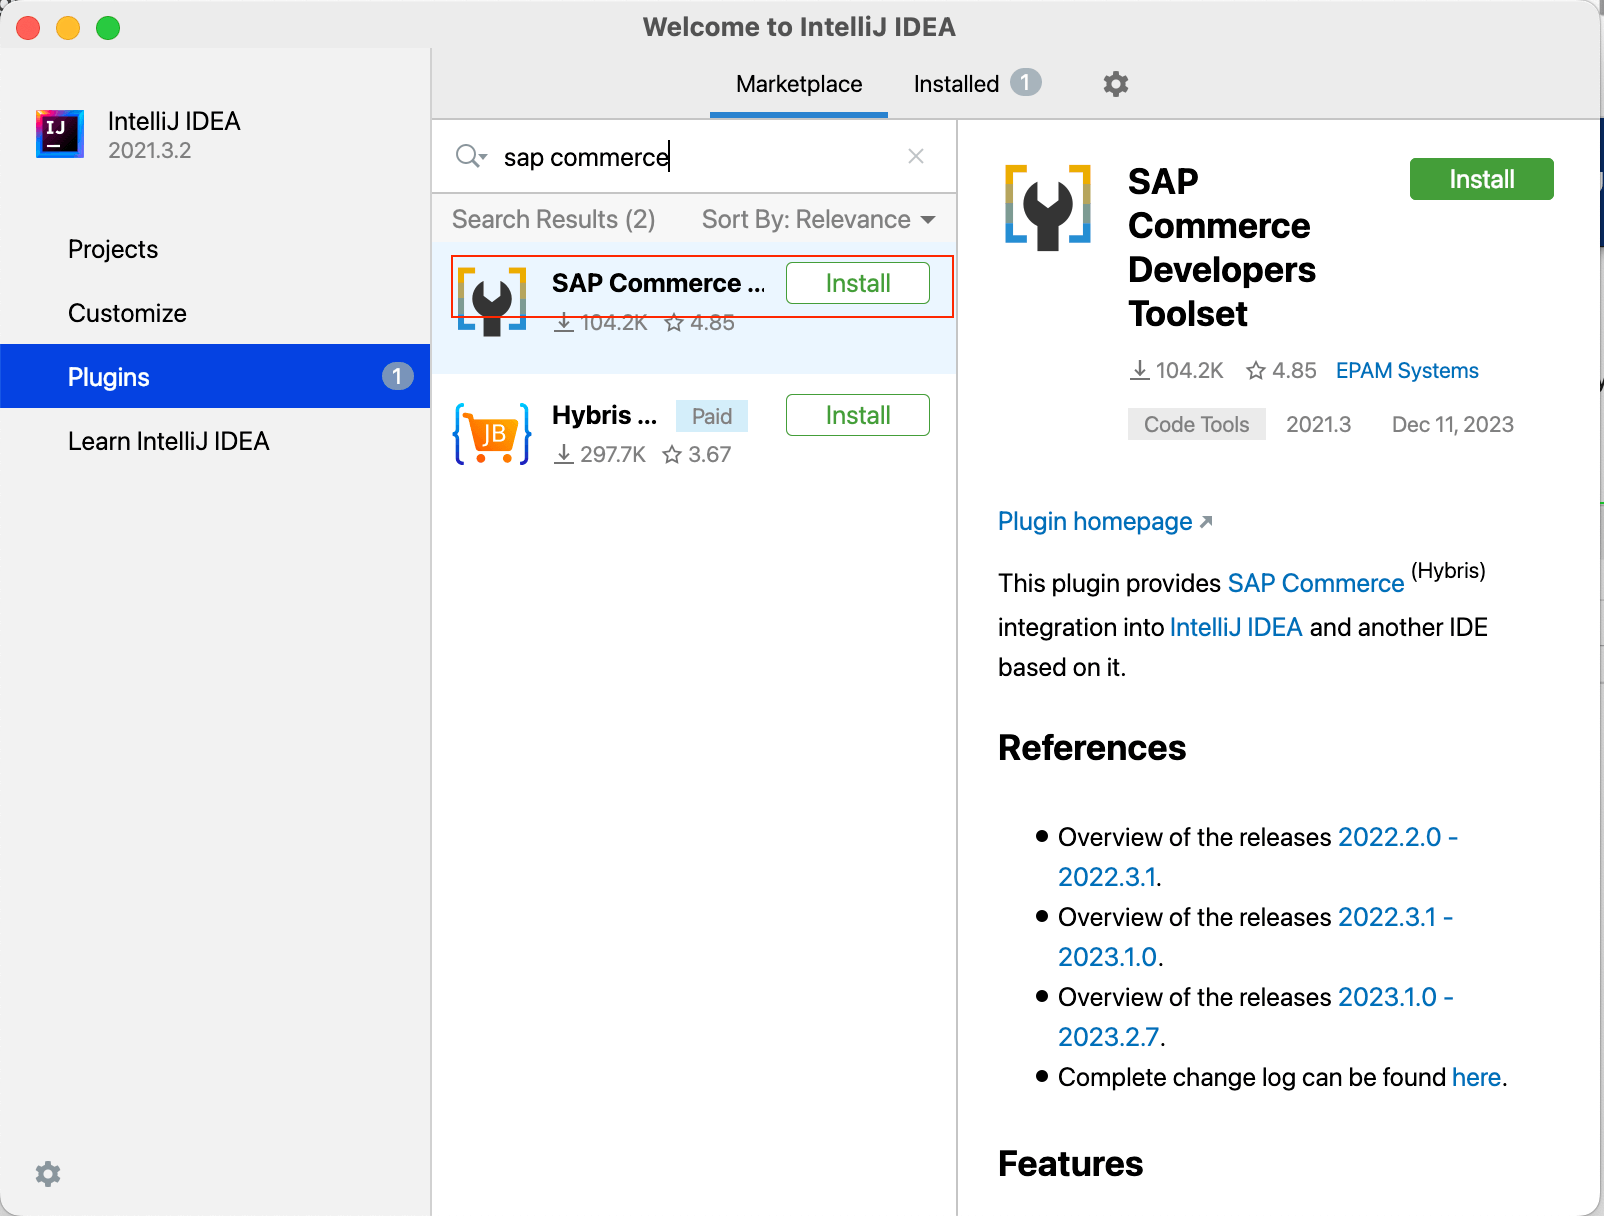 Welcome to IntelliJ IDEA
IJ
IntelliJ IDEA
2021.3.2
Projects
Customize
Plugins 1
Learn IntelliJ IDEA
Marketplace Installed 1
sap commerce
Search Results (2) Sort By: Relevance
SAP Commerce ... Install
104.2K 4.85
JB
Hybris ... Paid Install
297.7K 3.67
SAP
Commerce
Developers
Toolset
Install
104.2K 4.85 EPAM Systems
Code Tools 2021.3 Dec 11, 2023
Plugin homepage
This plugin provides SAP Commerce (Hybris)
integration into IntelliJ IDEA and another IDE
based on it.
References
Overview of the releases 2022.2.0 -
2022.3.1.
Overview of the releases 2022.3.1 -
2023.1.0.
Overview of the releases 2023.1.0 -
2023.2.7.
Complete change log can be found here.
Features